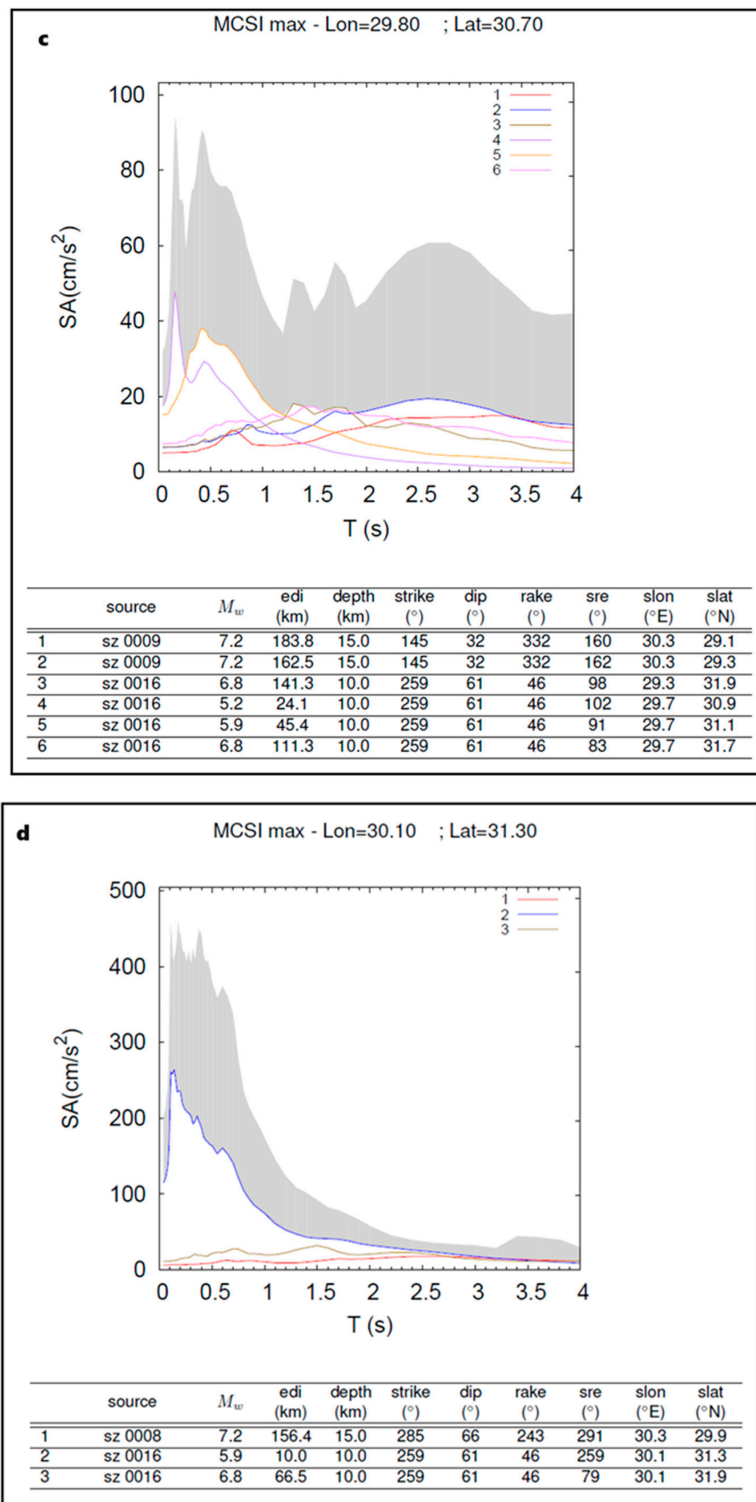 c
MCSI max - Lon=29.80 ; Lat=30.70
100
80
60
40
20
0
SA(cm/s²)
1
2
3
4
5
6
0 0.5 1 1.5 2 2.5 3 3.5 4
T (s)
source M_w edi (km) depth (km) strike (°) dip (°) rake (°) sre (°) slon (°E) slat (°N)
1 sz 0009 7.2 183.8 15.0 145 32 332 160 30.3 29.1
2 sz 0009 7.2 162.5 15.0 145 32 332 162 30.3 29.3
3 sz 0016 6.8 141.3 10.0 259 61 46 98 29.3 31.9
4 sz 0016 5.2 24.1 10.0 259 61 46 102 29.7 30.9
5 sz 0016 5.9 45.4 10.0 259 61 46 91 29.7 31.1
6 sz 0016 6.8 111.3 10.0 259 61 46 83 29.7 31.7
d
MCSI max - Lon=30.10 ; Lat=31.30
500
400
300
200
100
0
SA(cm/s²)
1
2
3
0 0.5 1 1.5 2 2.5 3 3.5 4
T (s)
source M_w edi (km) depth (km) strike (°) dip (°) rake (°) sre (°) slon (°E) slat (°N)
1 sz 0008 7.2 156.4 15.0 285 66 243 291 30.3 29.9
2 sz 0016 5.9 10.0 10.0 259 61 46 259 30.1 31.3
3 sz 0016 6.8 66.5 10.0 259 61 46 79 30.1 31.9